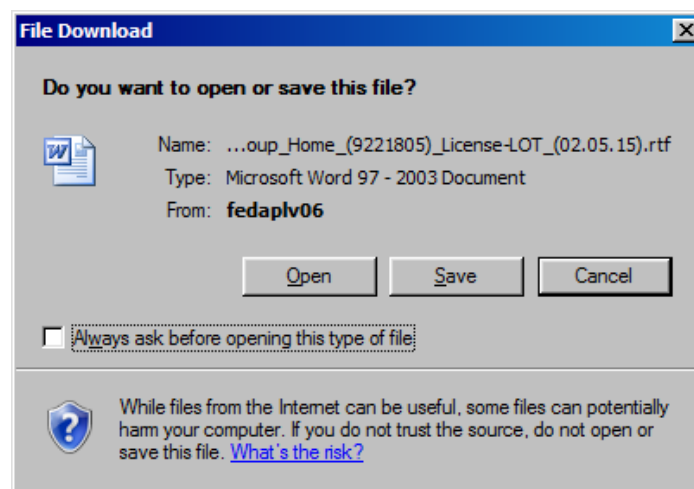 File Download
Do you want to open or save this file?
Name: ...oup_Home_(9221805)_License-LOT_(02.05.15).rtf
Type: Microsoft Word 97 - 2003 Document
From: fedaplv06
Open Save Cancel
Always ask before opening this type of file
While files from the Internet can be useful, some files can potentially
harm your computer. If you do not trust the source, do not open or
save this file. What's the risk?